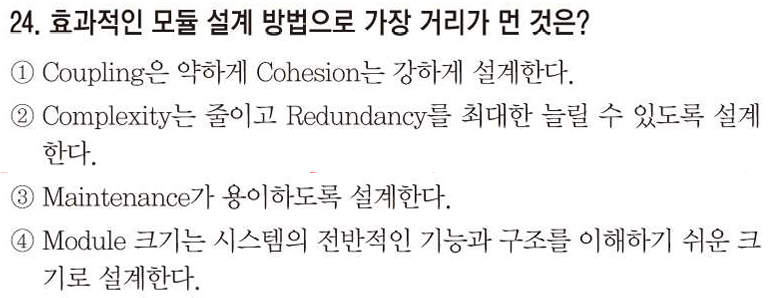 24. 효과적인 모듈 설계 방법으로 가장 거리가 먼 것은?
① Coupling은 약하게 Cohesion는 강하게 설계한다.
② Complexity는 줄이고 Redundancy를 최대한 늘릴 수 있도록 설계
한다.
③ Maintenance가 용이하도록 설계한다.
④ Module 크기는 시스템의 전반적인 기능과 구조를 이해하기 쉬운 크
기로 설계한다.